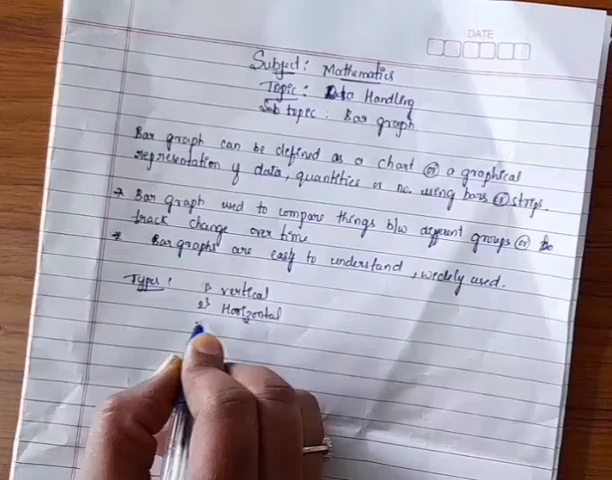 DATE
Subject: Mathematics
Topic: Data Handling
Sub topic: Bar graph
Bar graph can be defined as a chart or a graphical
representation of data, quantities or no. using bars or strips.
→ Bar graph used to compare things b/w different groups or to
track change over time.
→ Bar graphs are easy to understand, widely used.
Types: 1) vertical
2) Horizontal